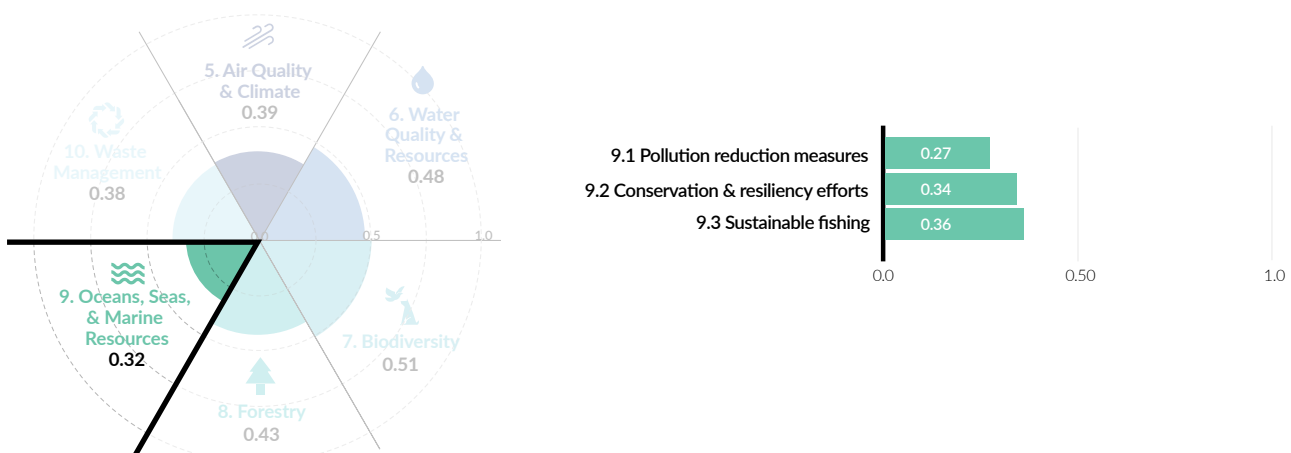 5. Air Quality
& Climate
0.39
6. Water
Quality &
Resources
0.48
10. Waste
Management
0.38
0.0
0.5
1.0
9. Oceans, Seas,
& Marine
Resources
0.32
7. Biodiversity
0.51
8. Forestry
0.43
9.1 Pollution reduction measures
0.27
9.2 Conservation & resiliency efforts
0.34
9.3 Sustainable fishing
0.36
0.0
0.50
1.0